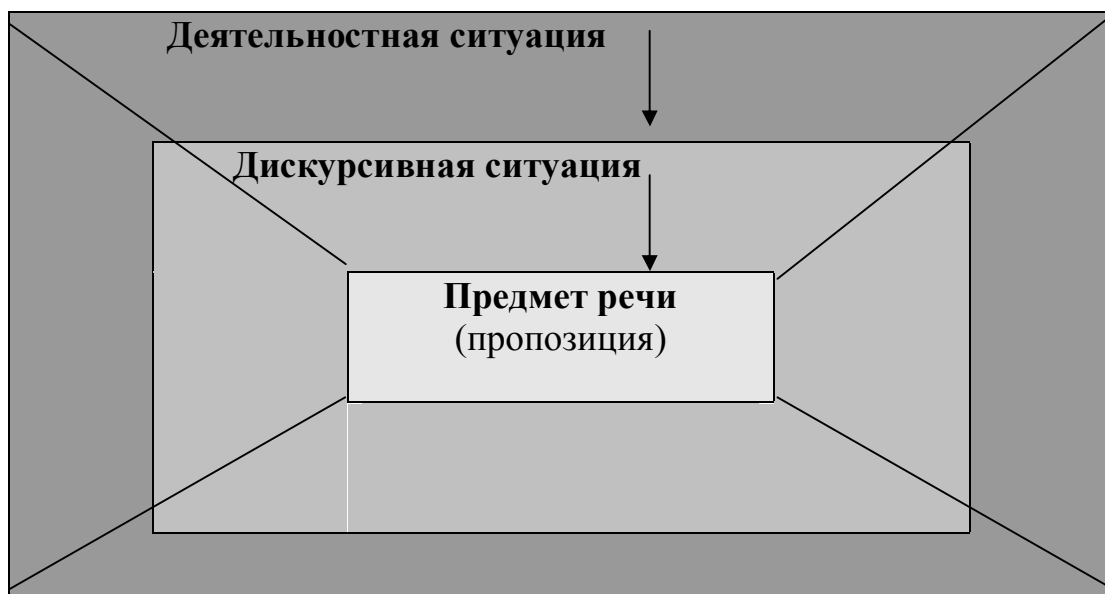 Деятельностная ситуация
Дискурсивная ситуация
Предмет речи
(пропозиция)